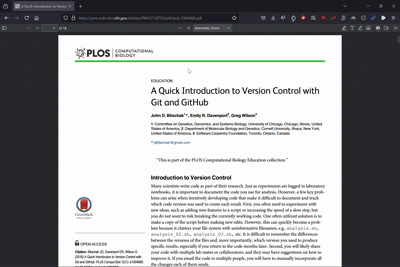 A Quick Introduction to Version
https://pmc.ncbi.nlm.nih.gov/articles/PMC4716703/pdf/pcbi.1004668.pdf
of 18
Automatic Zoom
PLOS COMPUTATIONAL BIOLOGY
EDUCATION
A Quick Introduction to Version Control with
Git and GitHub
John D. Blischak, Emily R. Davenport, Greg Wilson
1 Committee on Genetics, Genomics, and Systems Biology, University of Chicago, Chicago, Illinois, United
States of America, 2 Department of Molecular Biology and Genetics, Cornell University, Ithaca, New York,
United States of America, 3 Software Carpentry Foundation, Toronto, Ontario, Canada
* jdblischak@gmail.com
"This is part of the PLOS Computational Biology Education collection."
Introduction to Version Control
Many scientists write code as part of their research. Just as experiments are logged in laboratory
notebooks, it is important to document the code you use for analysis. However, a few key prob-
lems can arise when iteratively developing code that make it difficult to document and track
which code version was used to create each result. First, you often need to experiment with
new ideas, such as adding new features to a script or increasing the speed of a slow step, but
you do not want to risk breaking the currently working code. One often-utilized solution is to
make a copy of the script before making new edits. However, this can quickly become a prob-
lem because it clutters your file system with uninformative filenames, e.g. analysis.sh,
analysis_02.sh, analysis_03.sh, etc. It is difficult to remember the differences
between the versions of the files and, more importantly, which version you used to produce
specific results, especially if you return to the code months later. Second, you will likely share
your code with multiple lab mates or collaborators, and they may have suggestions on how to
improve it. If you email the code to multiple people, you will have to manually incorporate all
the changes each of them sends.
CrossMark
OPEN ACCESS
Citation: Blischak JD, Davenport ER, Wilson G
(2016) A Quick Introduction to Version Control with
Git and GitHub. PLoS Comput Biol 12(1): e1004668.